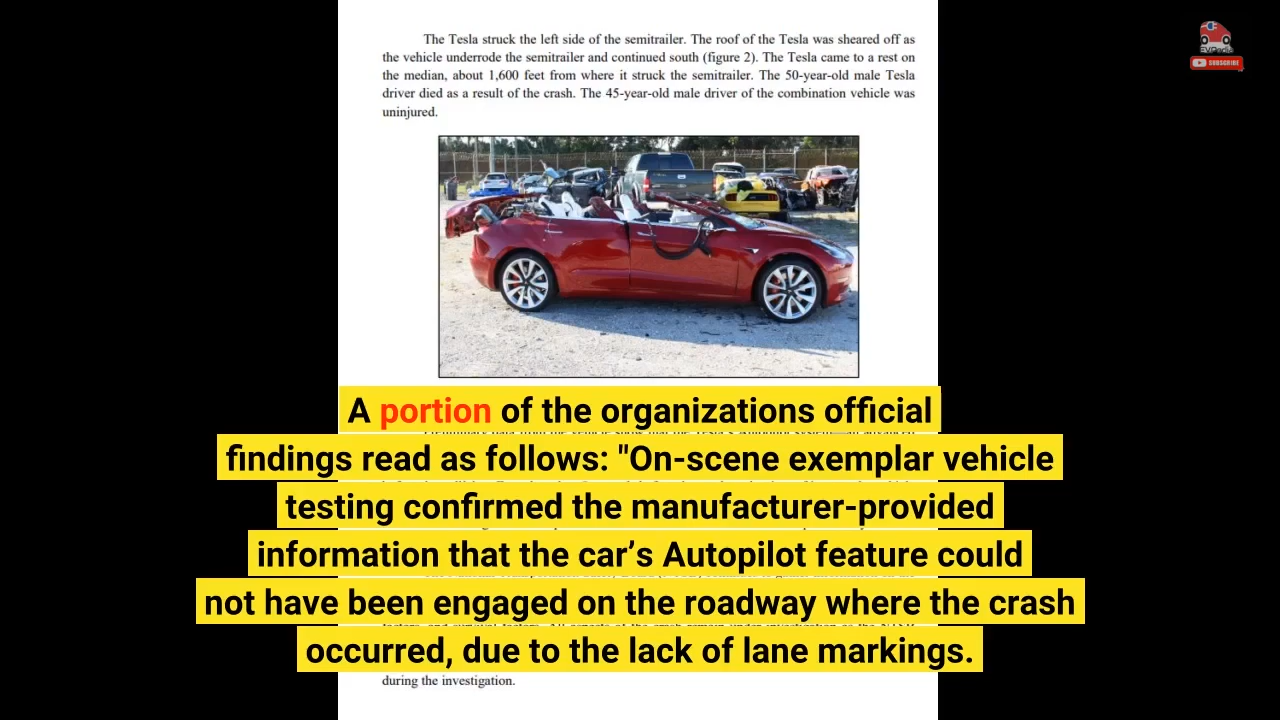 The Tesla struck the left side of the semitrailer. The roof of the Tesla was sheared off as
the vehicle underrode the semitrailer and continued south (figure 2). The Tesla came to a rest on
the median, about 1,600 feet from where it struck the semitrailer. The 50-year-old male Tesla
driver died as a result of the crash. The 45-year-old male driver of the combination vehicle was
uninjured.
SUBSCRIBE
A portion of the organizations official
findings read as follows: "On-scene exemplar vehicle
testing confirmed the manufacturer-provided
information that the car’s Autopilot feature could
not have been engaged on the roadway where the crash
occurred, due to the lack of lane markings.
during the investigation.